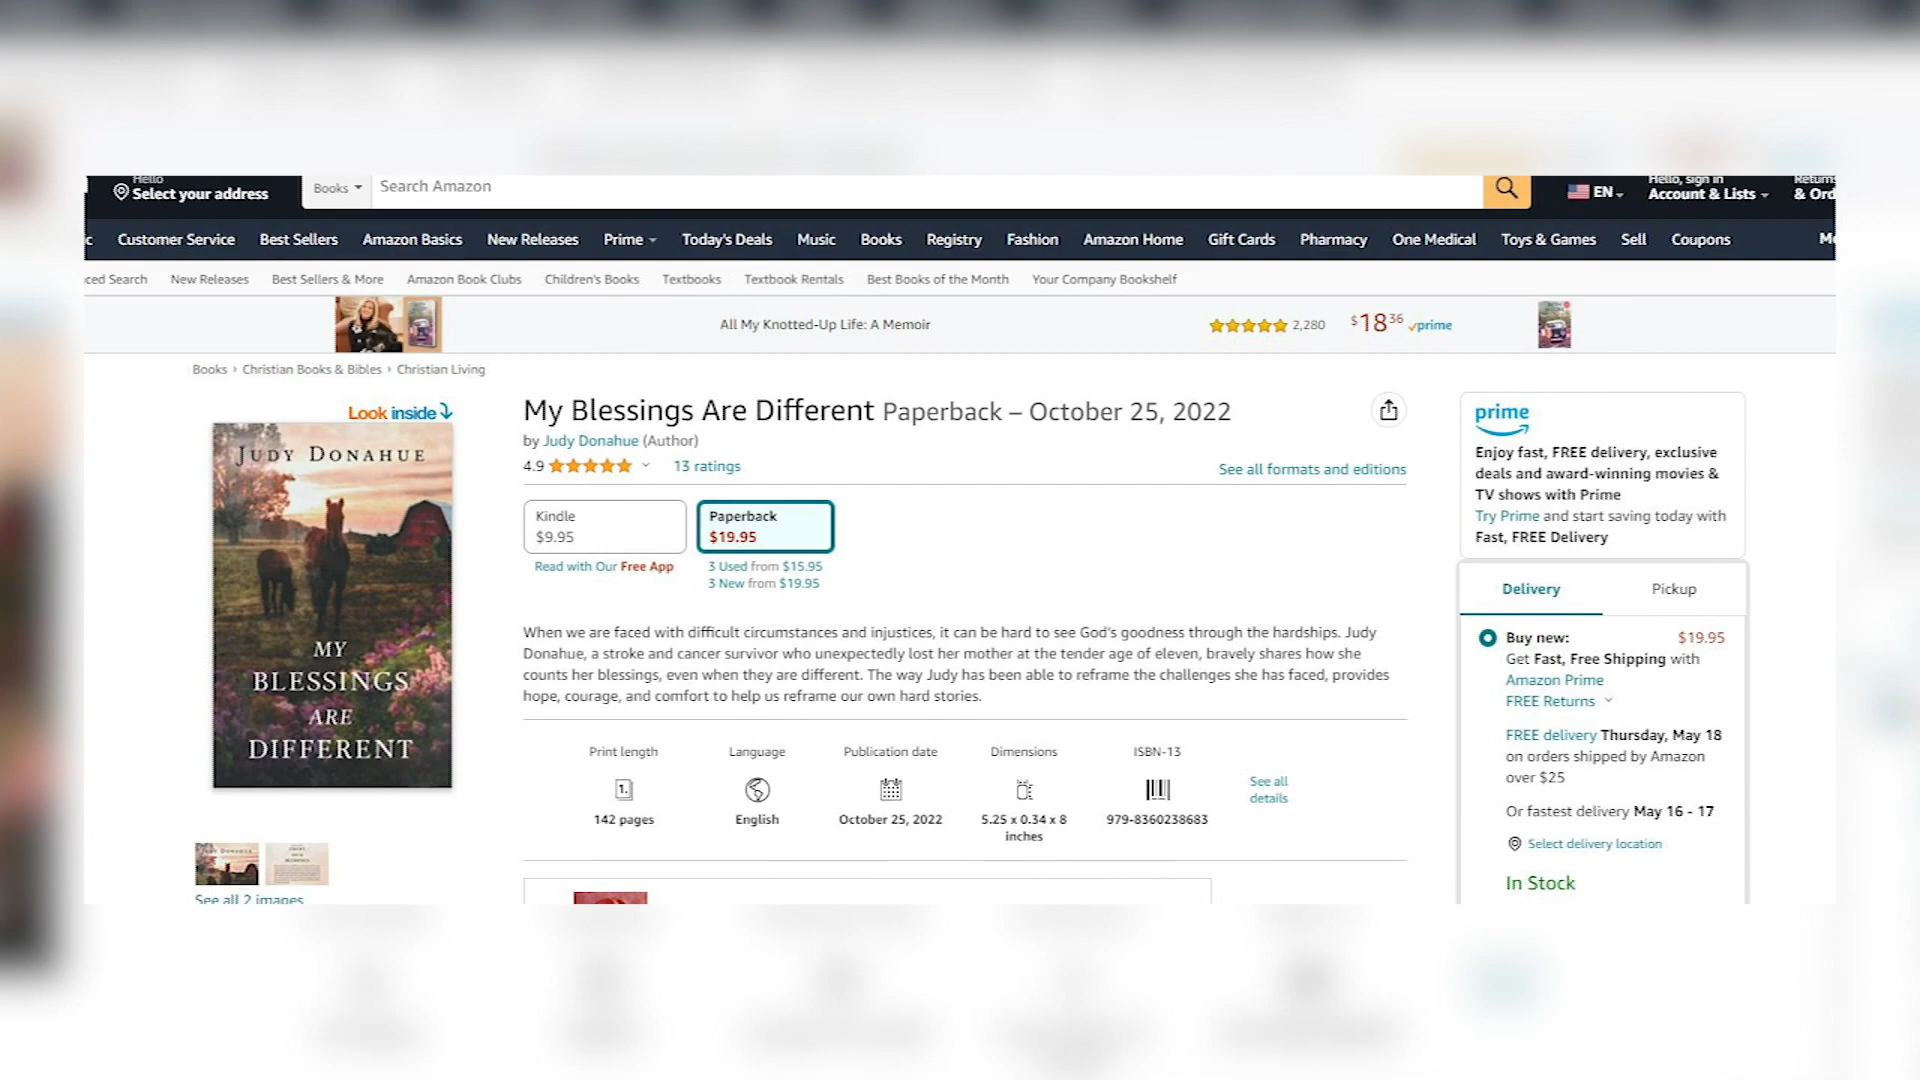 Hello
Select your address
Books
Search Amazon
EN
Hello, sign in
Account & Lists
Returns
& Ord
ic
Customer Service
Best Sellers
Amazon Basics
New Releases
Prime
Today's Deals
Music
Books
Registry
Fashion
Amazon Home
Gift Cards
Pharmacy
One Medical
Toys & Games
Sell
Coupons
ced Search
New Releases
Best Sellers & More
Amazon Book Clubs
Children's Books
Textbooks
Textbook Rentals
Best Books of the Month
Your Company Bookshelf
All My Knotted-Up Life: A Memoir
2,280
$18 36
prime
Books › Christian Books & Bibles › Christian Living
Look inside
JUDY DONAHUE
MY
BLESSINGS
ARE
DIFFERENT
See all 2 images
My Blessings Are Different Paperback – October 25, 2022
by Judy Donahue (Author)
4.9
13 ratings
See all formats and editions
Kindle
$9.95
Read with Our Free App
Paperback
$19.95
3 Used from $15.95
3 New from $19.95
When we are faced with difficult circumstances and injustices, it can be hard to see God's goodness through the hardships. Judy
Donahue, a stroke and cancer survivor who unexpectedly lost her mother at the tender age of eleven, bravely shares how she
counts her blessings, even when they are different. The way Judy has been able to reframe the challenges she has faced, provides
hope, courage, and comfort to help us reframe our own hard stories.
Print length
1.
142 pages
Language
English
Publication date
October 25, 2022
Dimensions
5.25 x 0.34 x 8
inches
ISBN-13
979-8360238683
See all
details
prime
Enjoy fast, FREE delivery, exclusive
deals and award-winning movies &
TV shows with Prime
Try Prime and start saving today with
Fast, FREE Delivery
Delivery
Pickup
Buy new:
$19.95
Get Fast, Free Shipping with
Amazon Prime
FREE Returns
FREE delivery Thursday, May 18
on orders shipped by Amazon
over $25
Or fastest delivery May 16 - 17
Select delivery location
In Stock